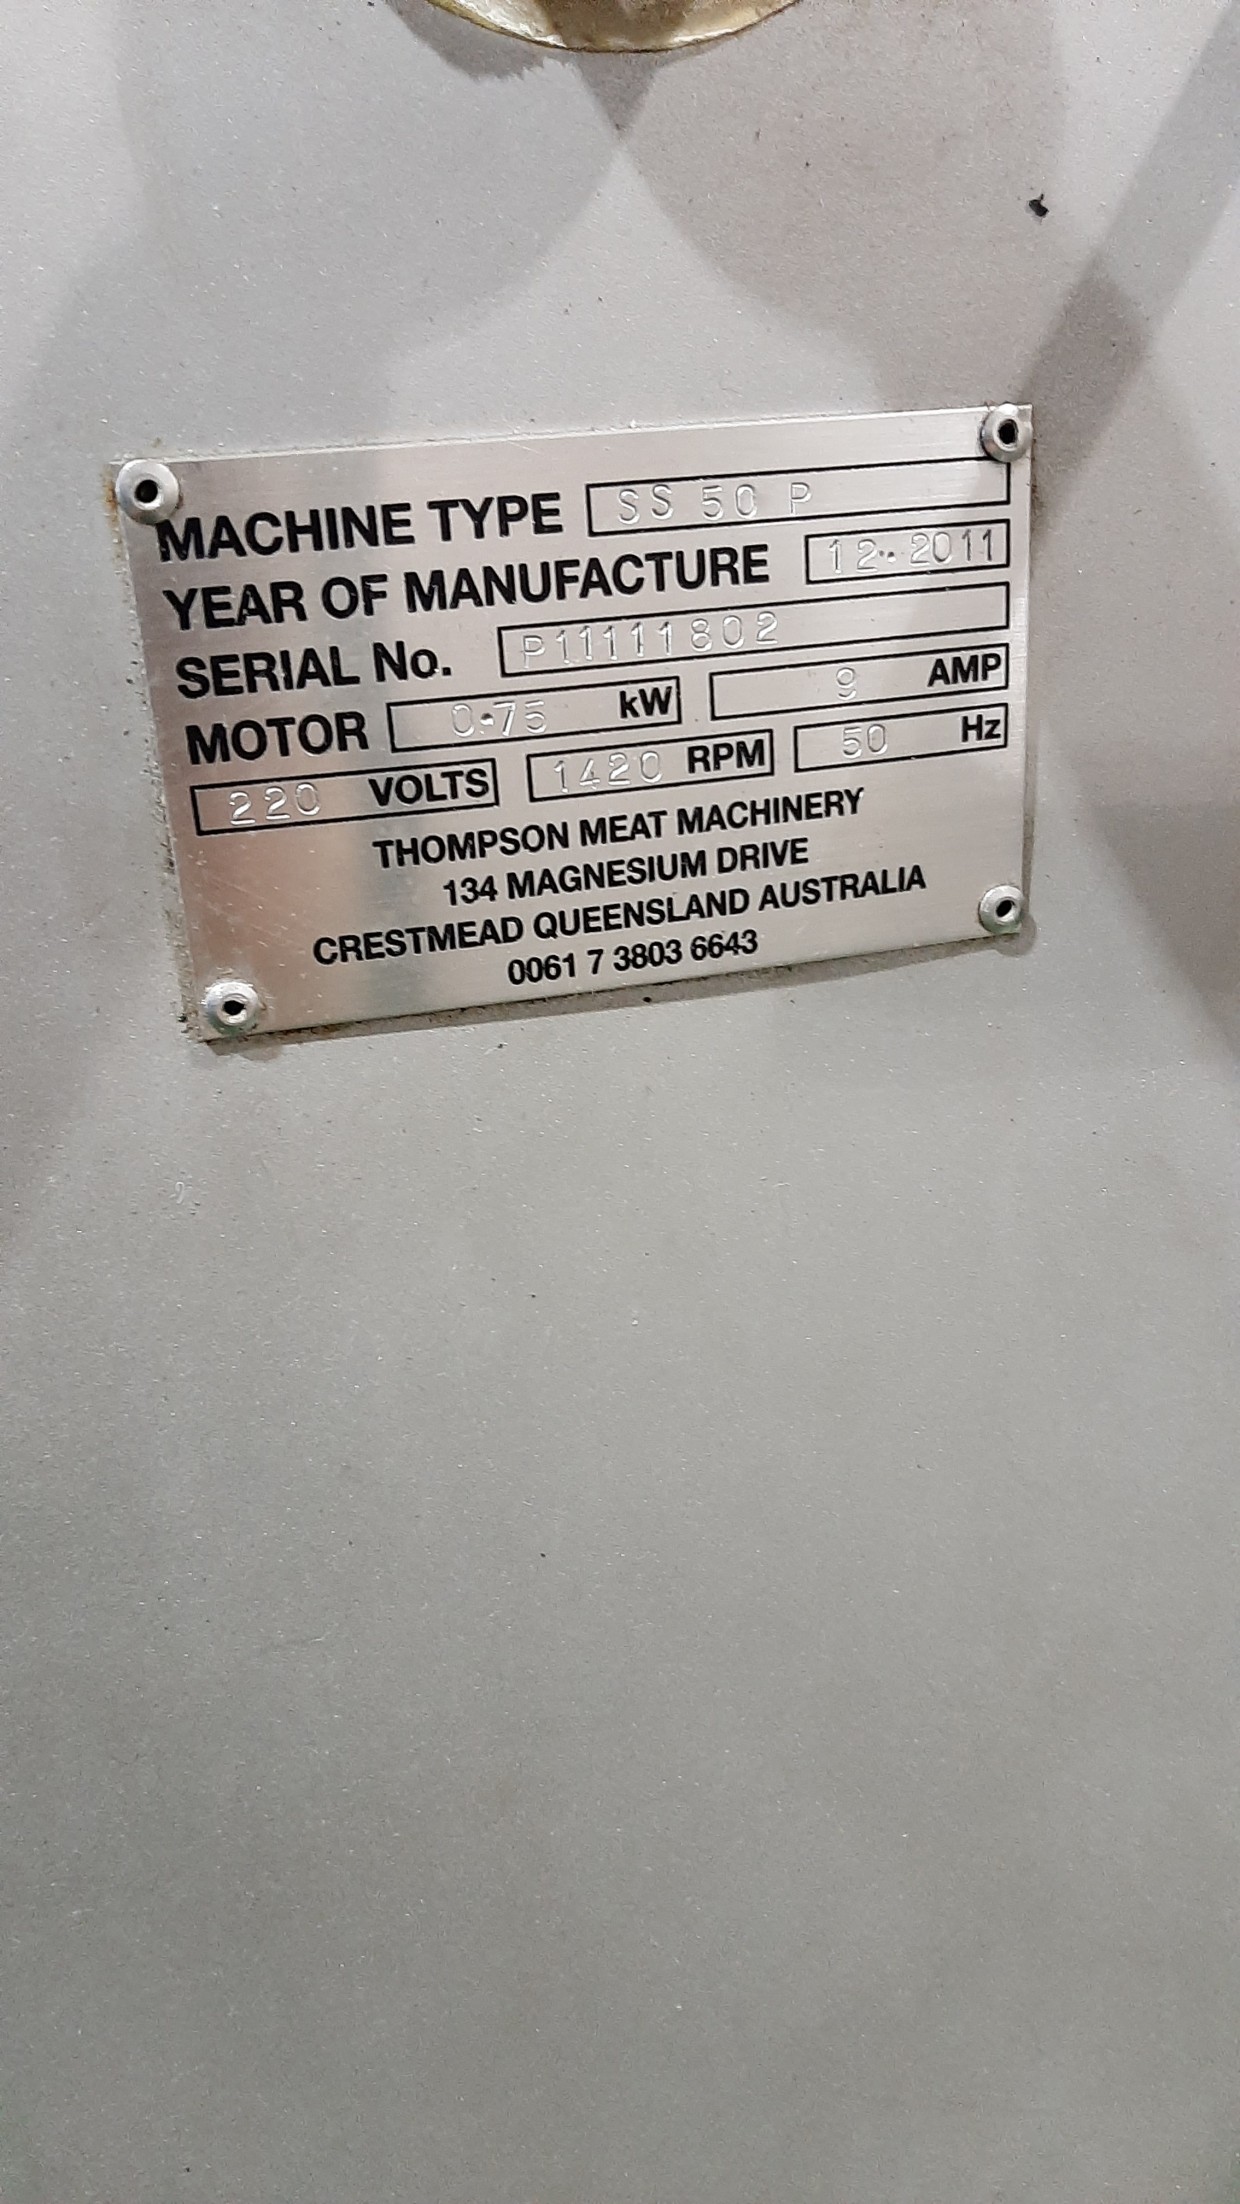 MACHINE TYPE SS 50 P
YEAR OF MANUFACTURE 12.2011
SERIAL No. P11111802
MOTOR 0.75 kW 9 AMP
220 VOLTS 1420 RPM 50 Hz
THOMPSON MEAT MACHINERY
134 MAGNESIUM DRIVE
CRESTMEAD QUEENSLAND AUSTRALIA
0061 7 3803 6643